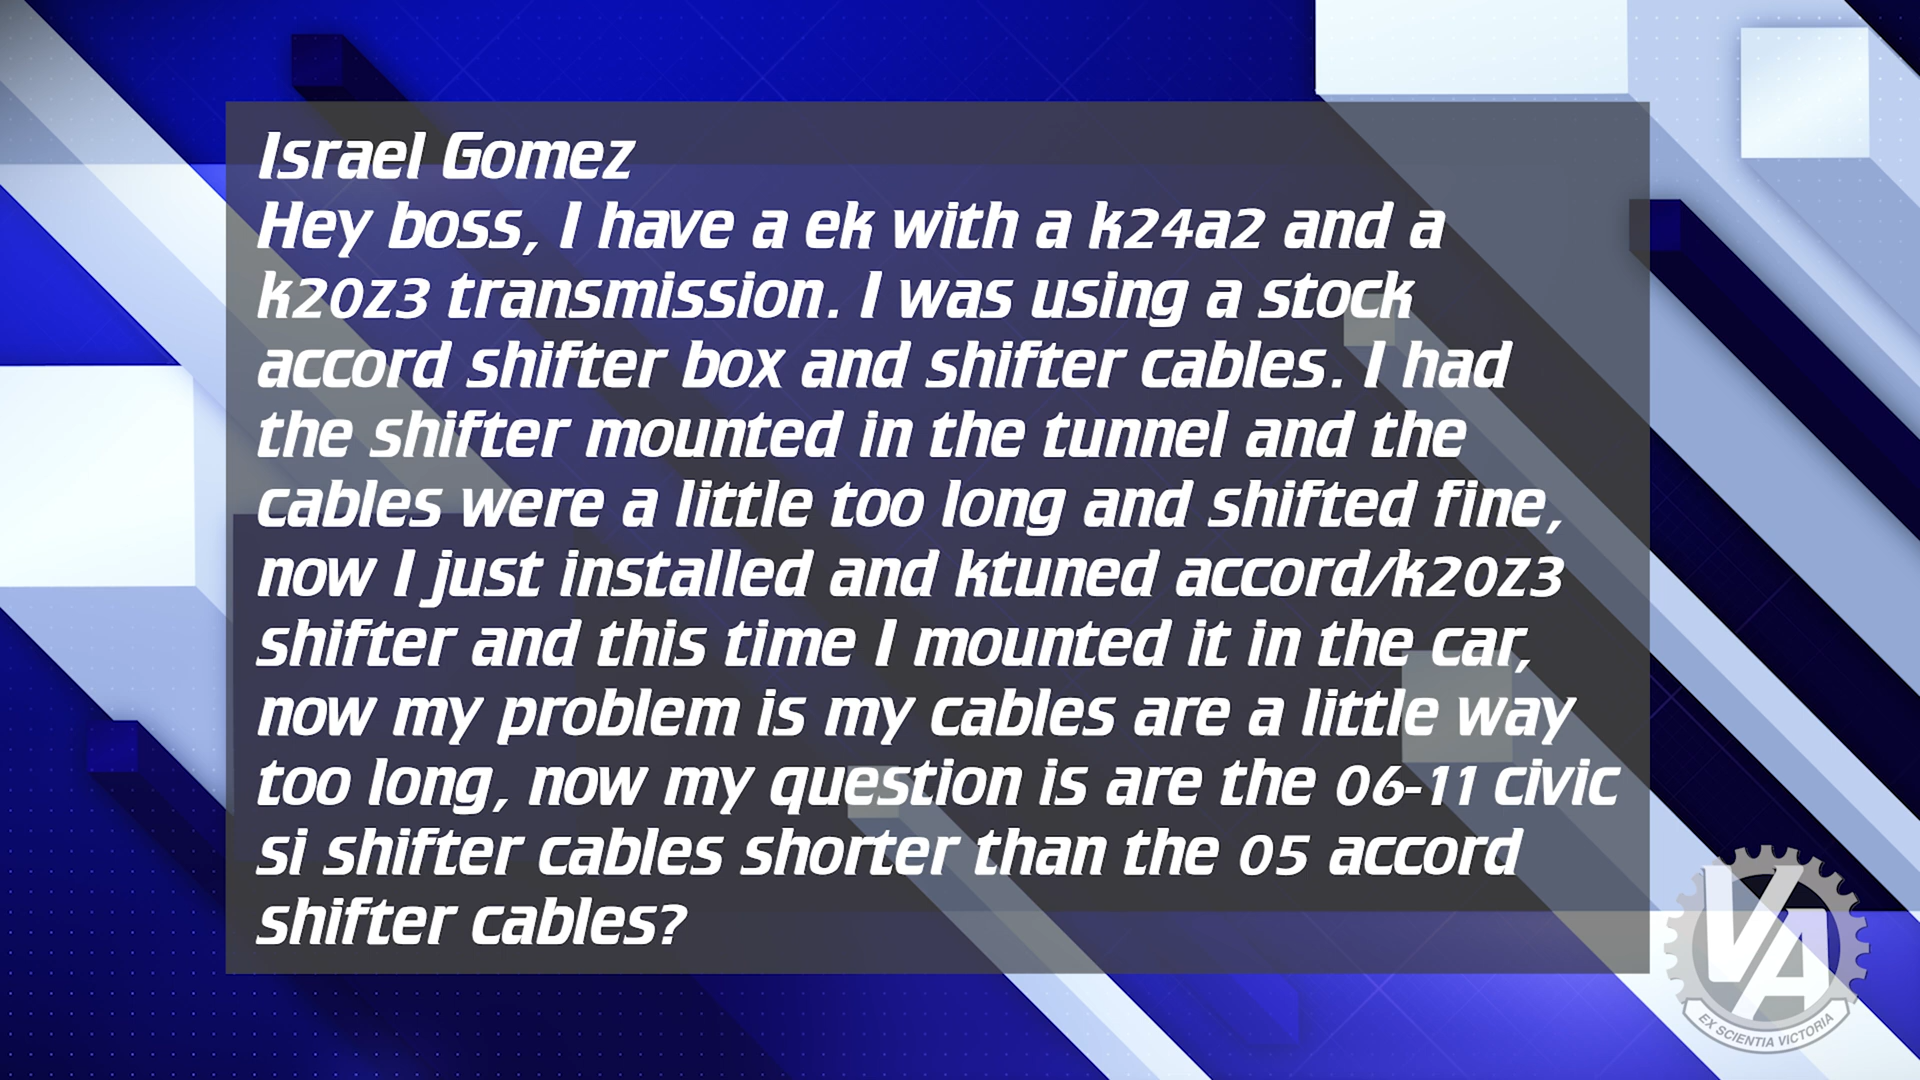 Israel Gomez
Hey boss, I have a ek with a k24a2 and a
k20z3 transmission. I was using a stock
accord shifter box and shifter cables. I had
the shifter mounted in the tunnel and the
cables were a little too long and shifted fine,
now I just installed and ktuned accord/k20z3
shifter and this time I mounted it in the car,
now my problem is my cables are a little way
too long, now my question is are the 06-11 civic
si shifter cables shorter than the 05 accord
shifter cables?
VA
EX SCIENTIA VICTORIA